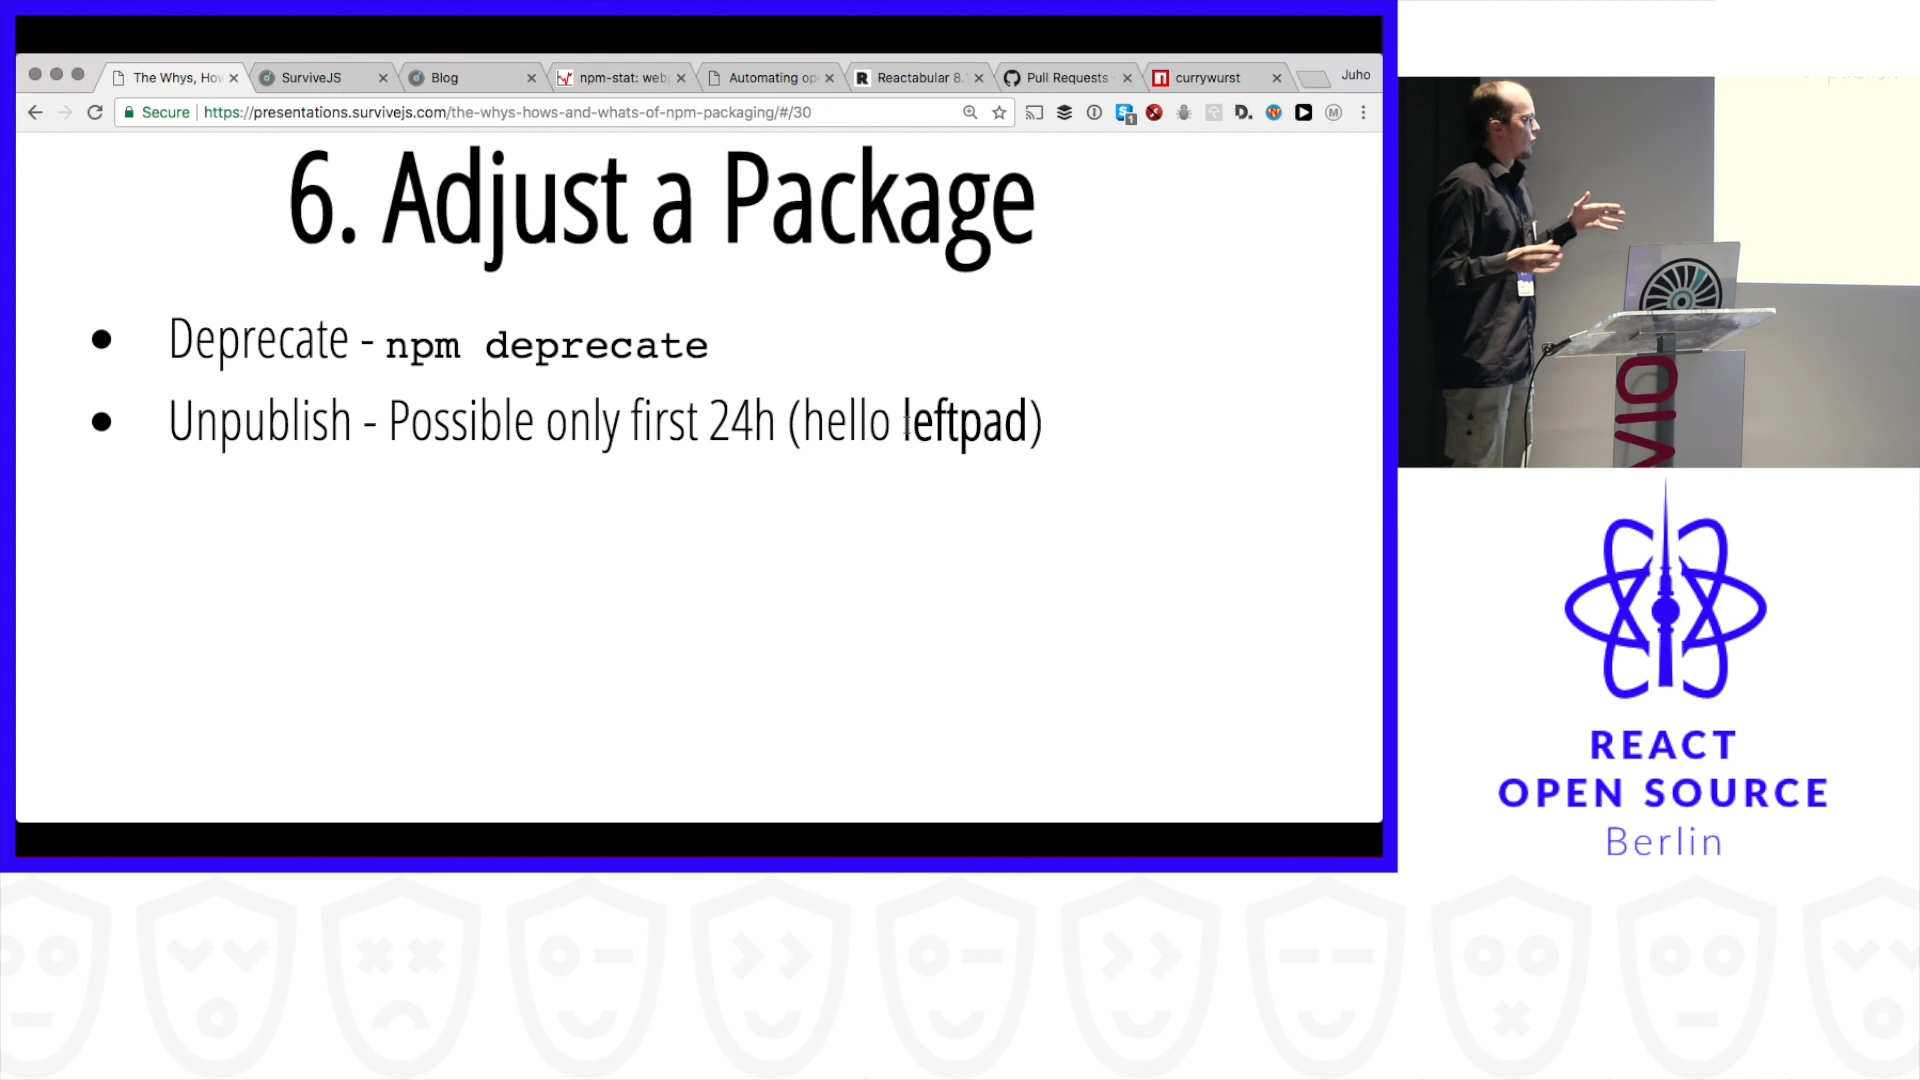 The Whys, How
SurviveJS
Blog
npm-stat: web
Automating op
Reactabular 8.
Pull Requests
currywurst
Juho
Secure
https://presentations.survivejs.com/the-whys-hows-and-whats-of-npm-packaging/#/30
6. Adjust a Package
Deprecate - npm deprecate
Unpublish - Possible only first 24h (hello leftpad)
REACT
OPEN SOURCE
Berlin